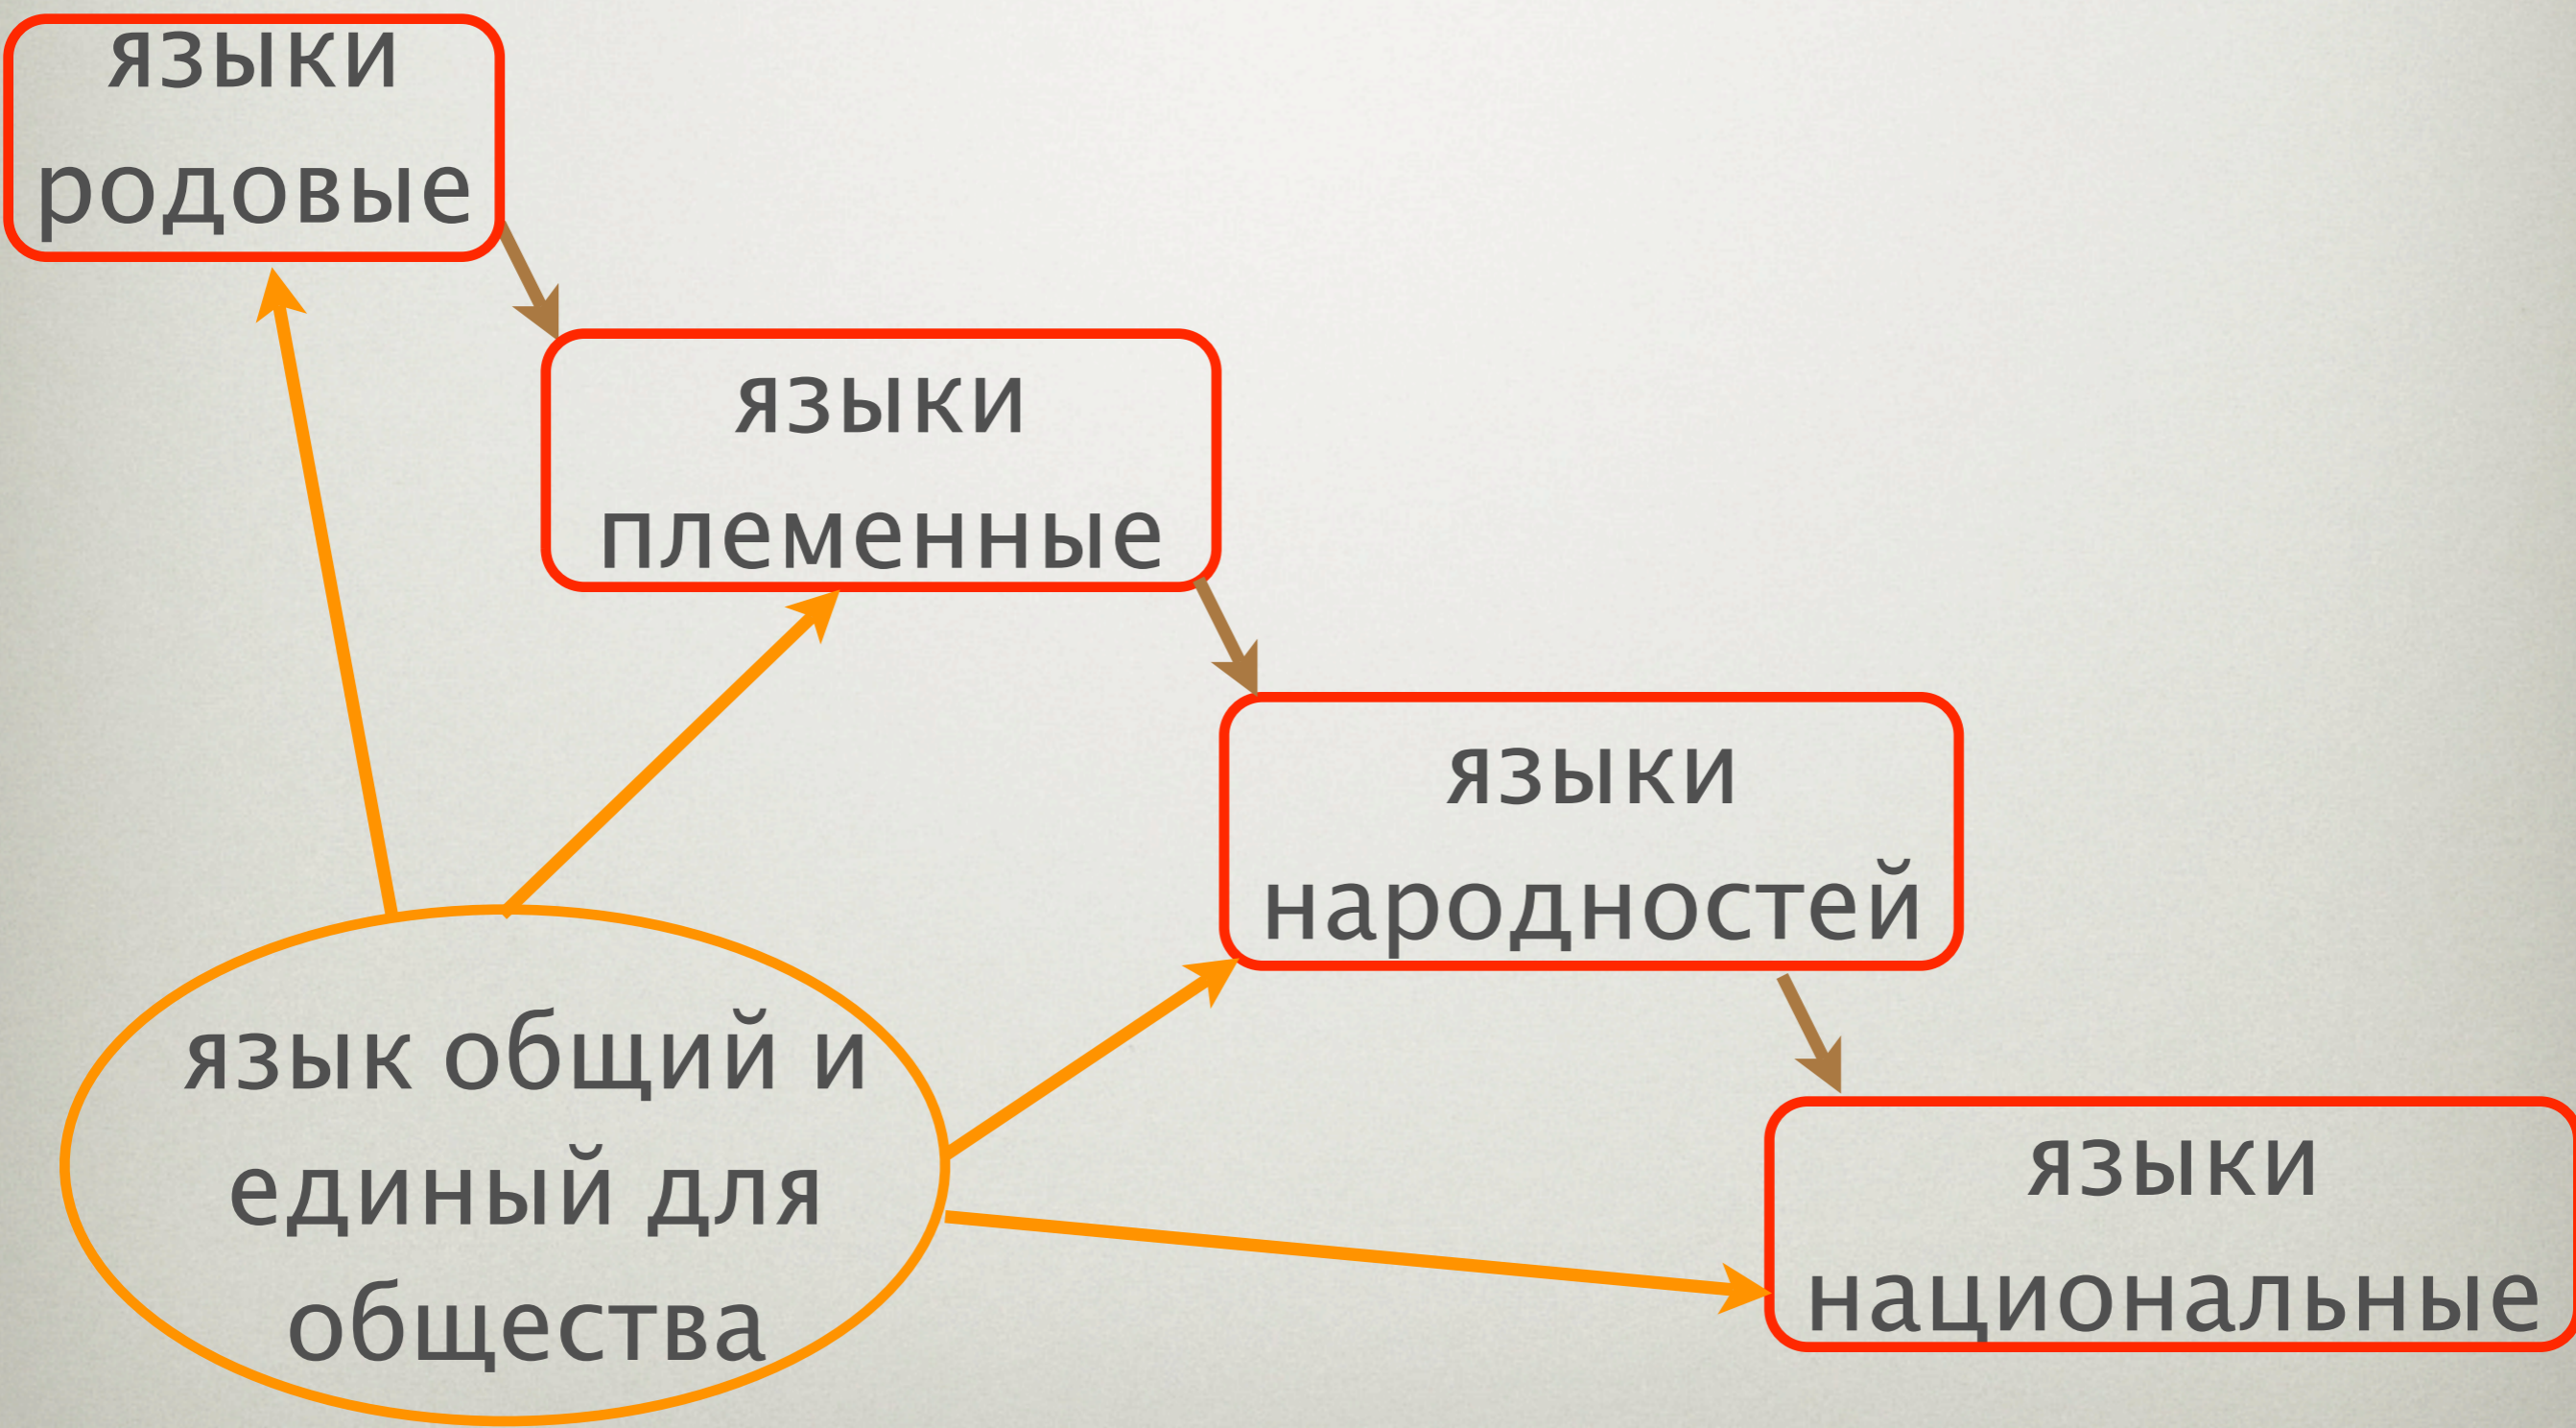 языки
родовые
языки
племенные
языки
народностей
язык общий и
единый для
общества
языки
национальные